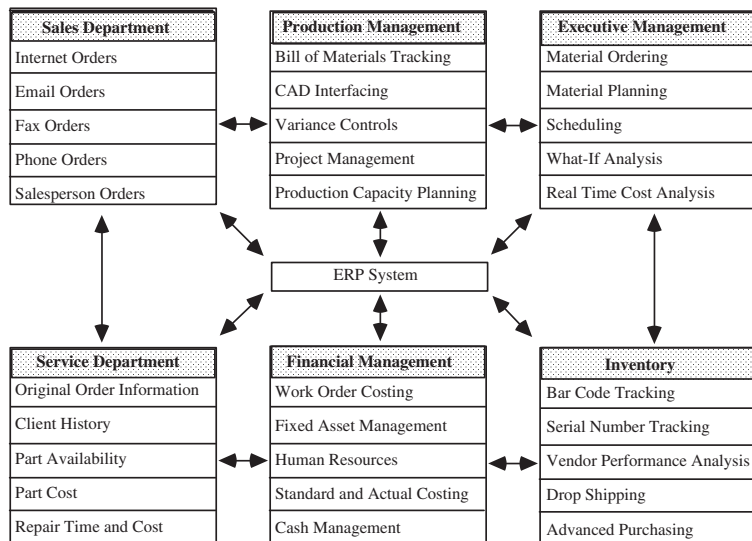 Sales Department
Internet Orders
Email Orders
Fax Orders
Phone Orders
Salesperson Orders
Production Management
Bill of Materials Tracking
CAD Interfacing
Variance Controls
Project Management
Production Capacity Planning
Executive Management
Material Ordering
Material Planning
Scheduling
What-If Analysis
Real Time Cost Analysis
ERP System
Service Department
Original Order Information
Client History
Part Availability
Part Cost
Repair Time and Cost
Financial Management
Work Order Costing
Fixed Asset Management
Human Resources
Standard and Actual Costing
Cash Management
Inventory
Bar Code Tracking
Serial Number Tracking
Vendor Performance Analysis
Drop Shipping
Advanced Purchasing